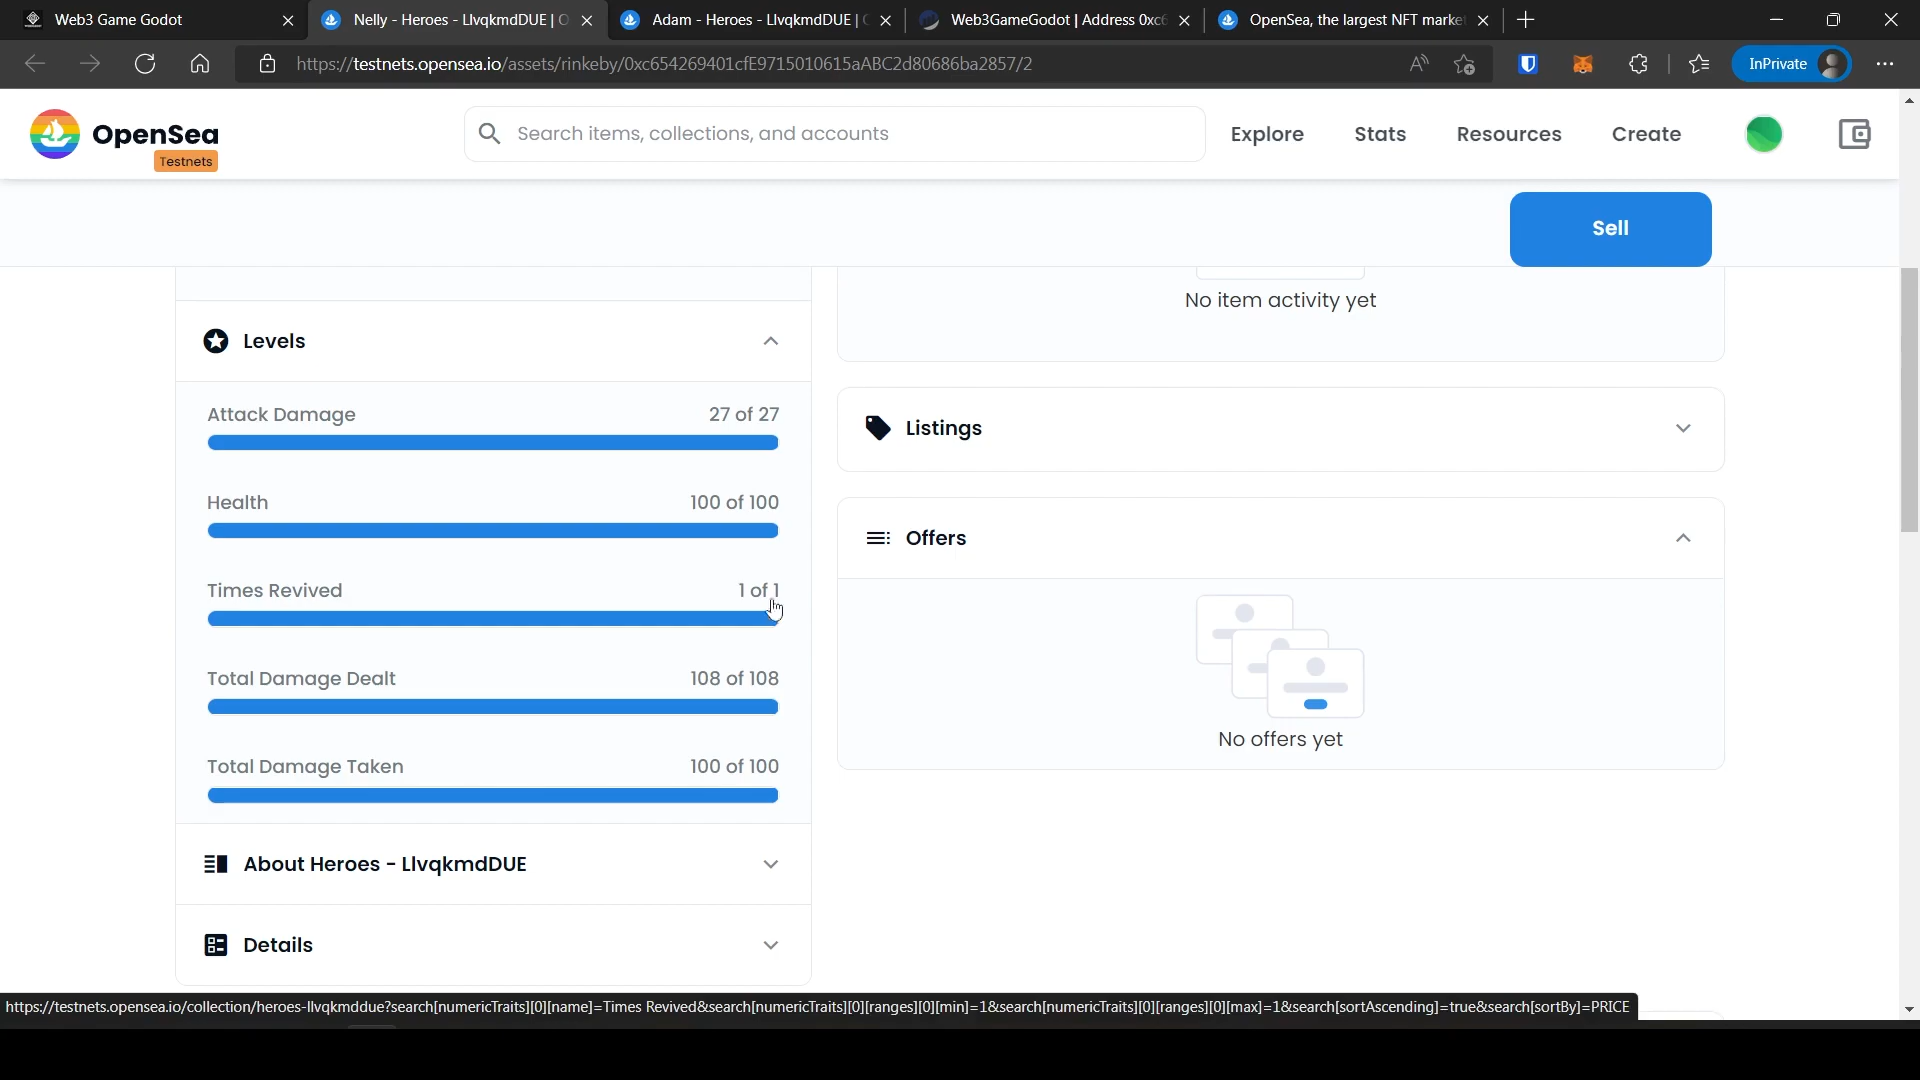 Web3 Game Godot
Nelly - Heroes - LlvqkmdDUE | O
Adam - Heroes - LlvqkmdDUE |
Web3GameGodot | Address 0xc6
OpenSea, the largest NFT market
https://testnets.opensea.io/assets/rinkeby/0xc654269401cfE9715010615aABC2d80686ba2857/2
InPrivate
OpenSea
Testnets
Search items, collections, and accounts
Explore
Stats
Resources
Create
Sell
No item activity yet
Levels
Attack Damage 27 of 27
Health 100 of 100
Times Revived 1 of 1
Total Damage Dealt 108 of 108
Total Damage Taken 100 of 100
About Heroes - LlvqkmdDUE
Details
Listings
Offers
No offers yet
https://testnets.opensea.io/collection/heroes-llvqkmddue?search[numericTraits][0][name]=Times Revived&search[numericTraits][0][ranges][0][min]=1&search[numericTraits][0][ranges][0][max]=1&search[sortAscending]=true&search[sortBy]=PRICE